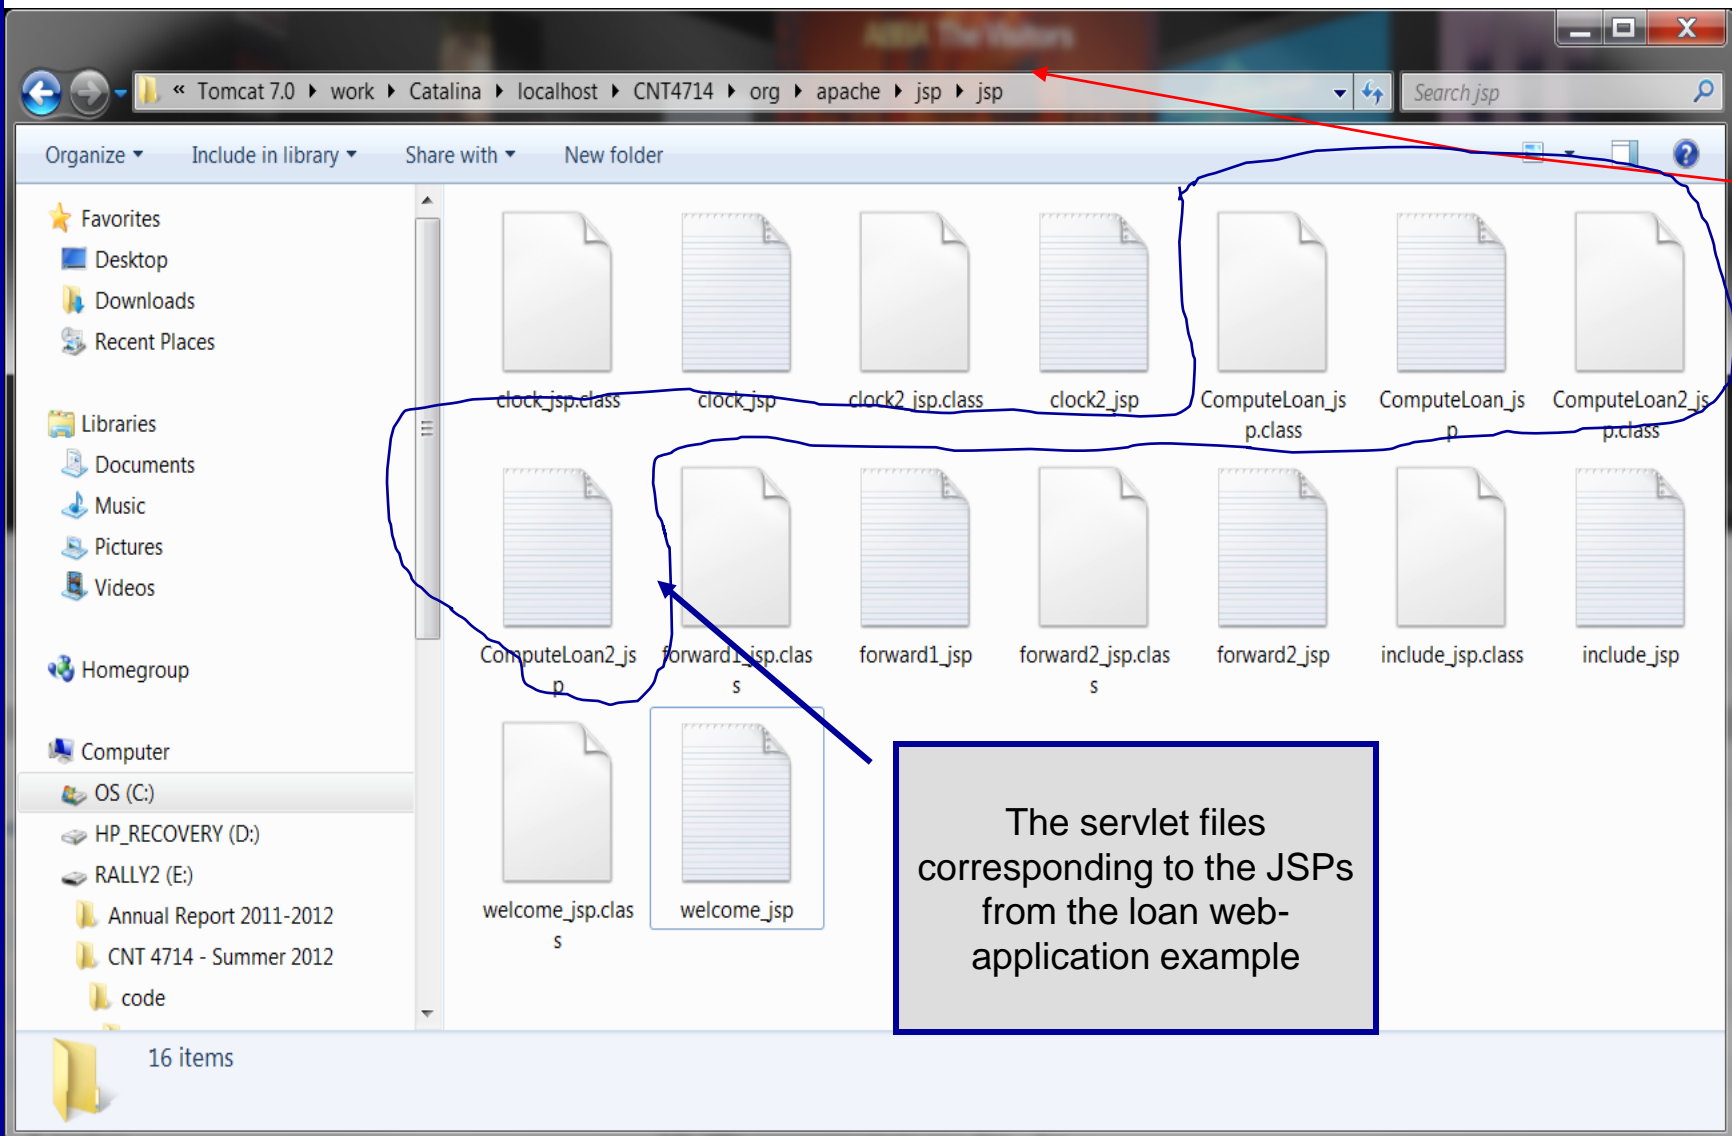 ABBA The Visitors
« Tomcat 7.0 ▸ work ▸ Catalina ▸ localhost ▸ CNT4714 ▸ org ▸ apache ▸ jsp ▸ jsp
Search jsp
Organize
Include in library
Share with
New folder
Favorites
Desktop
Downloads
Recent Places
Libraries
Documents
Music
Pictures
Videos
Homegroup
Computer
OS (C:)
HP_RECOVERY (D:)
RALLY2 (E:)
Annual Report 2011-2012
CNT 4714 - Summer 2012
code
clock_jsp.class
clock_jsp
clock2_jsp.class
clock2_jsp
ComputeLoan_js
p.class
ComputeLoan_js
p
ComputeLoan2_js
p.class
ComputeLoan2_js
p
forward1_jsp.clas
s
forward1_jsp
forward2_jsp.clas
s
forward2_jsp
include_jsp.class
include_jsp
welcome_jsp.clas
s
welcome_jsp
The servlet files
corresponding to the JSPs
from the loan web-
application example
16 items